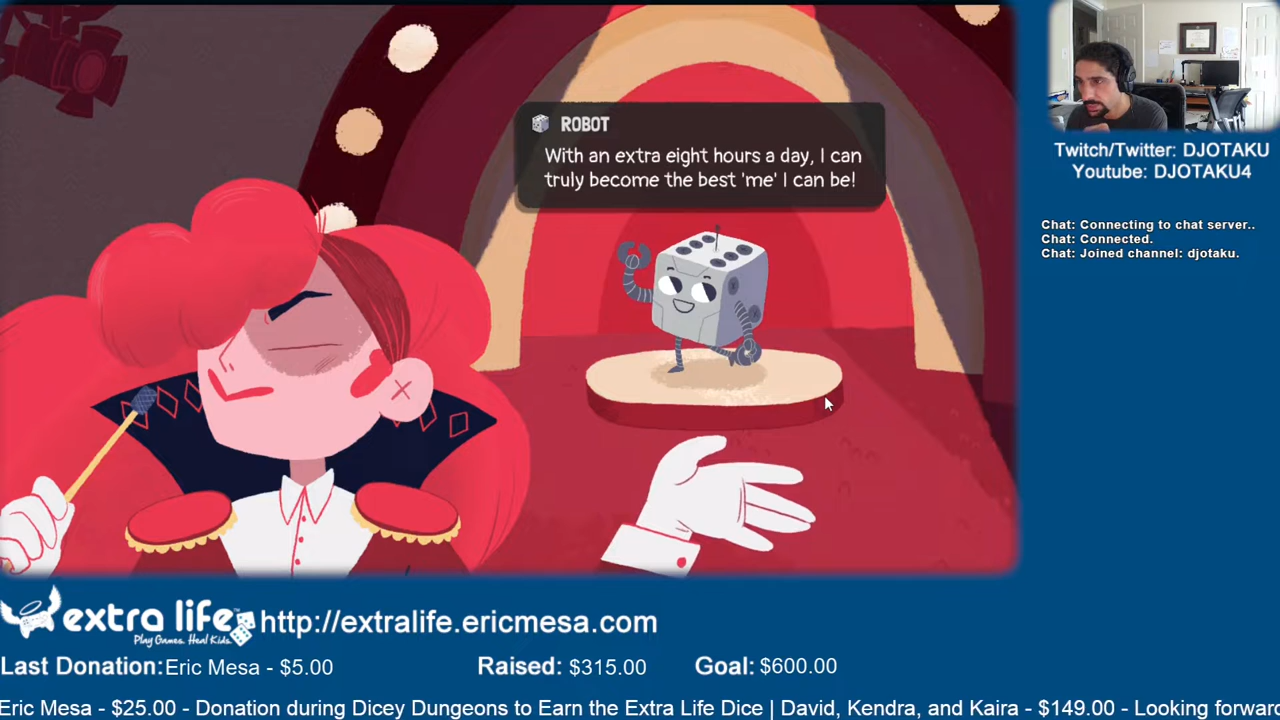 ROBOT
With an extra eight hours a day, I can
truly become the best 'me' I can be!
Twitch/Twitter: DJOTAKU
Youtube: DJOTAKU4
Chat: Connecting to chat server..
Chat: Connected.
Chat: Joined channel: djotaku.
extra life
Play Games. Heal Kids.
http://extralife.ericmesa.com
Last Donation: Eric Mesa - $5.00
Raised: $315.00
Goal: $600.00
Eric Mesa - $25.00 - Donation during Dicey Dungeons to Earn the Extra Life Dice | David, Kendra, and Kaira - $149.00 - Looking forward